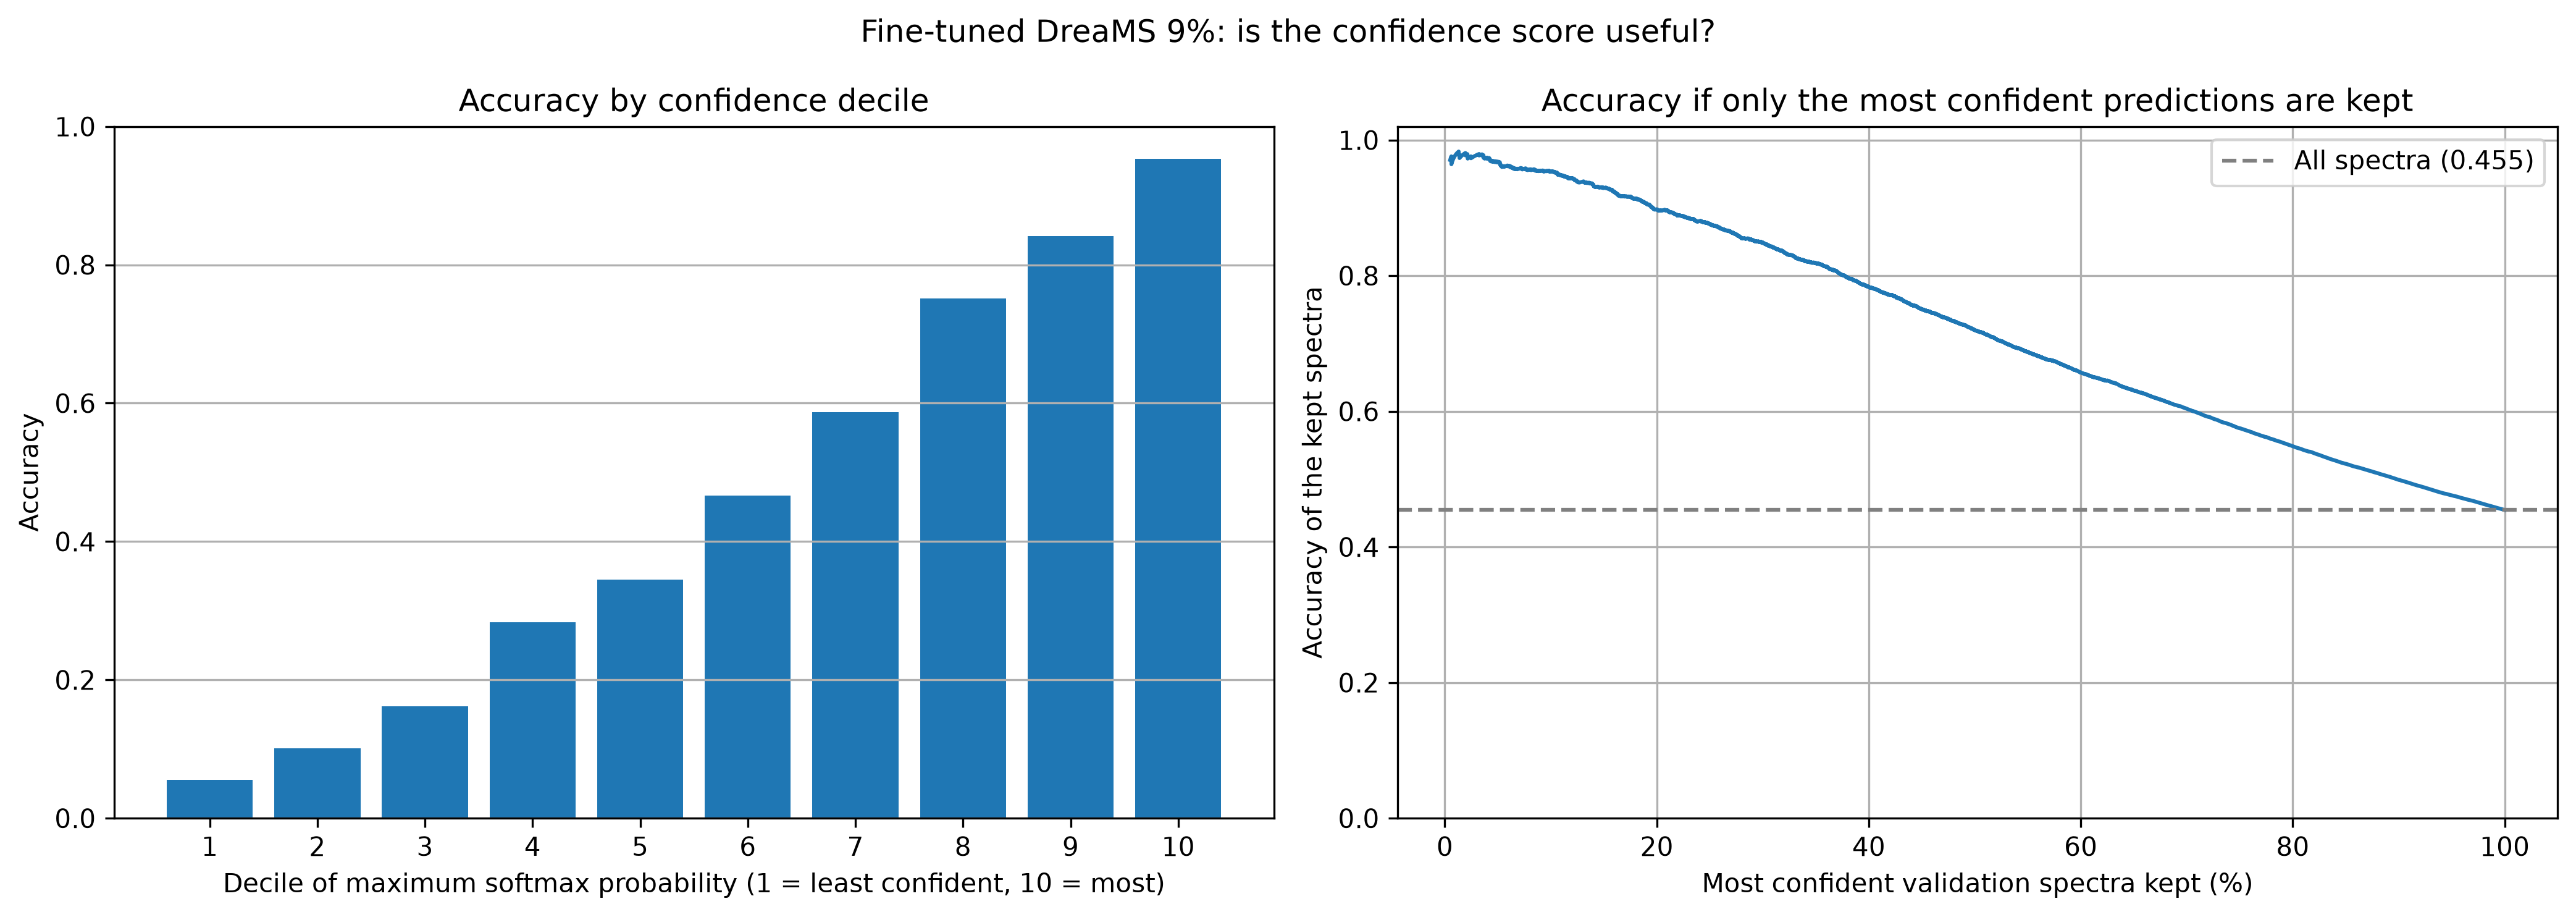 Fine-tuned DreaMS 9%: is the confidence score useful?
Accuracy by confidence decile
1.0
0.8
0.6
0.4
0.2
0.0
Accuracy
1 2 3 4 5 6 7 8 9 10
Decile of maximum softmax probability (1 = least confident, 10 = most)
Accuracy if only the most confident predictions are kept
All spectra (0.455)
1.0
0.8
0.6
0.4
0.2
0.0
Accuracy of the kept spectra
0 20 40 60 80 100
Most confident validation spectra kept (%)